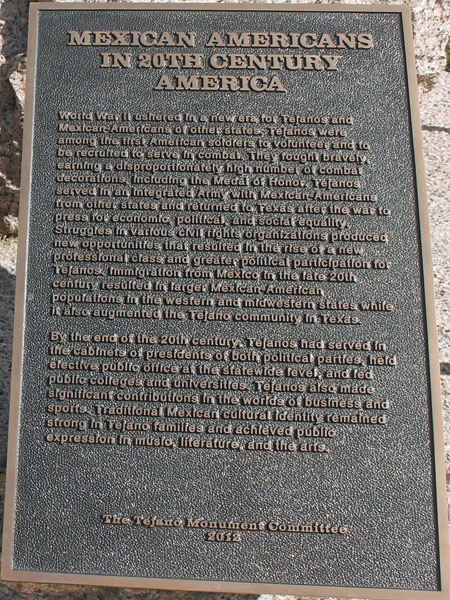 MEXICAN AMERICANS
IN 20TH CENTURY
AMERICA
World War II ushered in a new era for Tejanos and
Mexican-Americans of other states. Tejanos were
among the first American soldiers to volunteer and to
be recruited to serve in combat. They fought bravely,
earning a disproportionately high number of combat
decorations, including the Medal of Honor. Tejanos
served in an integrated Army with Mexican-Americans
from other states and returned to Texas after the war to
press for economic, political, and social equality.
Struggles in various civil rights organizations produced
new opportunities that resulted in the rise of a new
professional class and greater political participation for
Tejanos. Immigration from Mexico in the late 20th
century resulted in larger Mexican-American
populations in the western and midwestern states while
it also augmented the Tejano community in Texas.
By the end of the 20th century, Tejanos had served in
the cabinets of presidents of both political parties, held
elective public office at the statewide level, and led
public colleges and universities. Tejanos also made
significant contributions in the worlds of business and
sports. Traditional Mexican cultural identity remained
strong in Tejano families and achieved public
expression in music, literature, and the arts.
The Tejano Monument Committee
2012